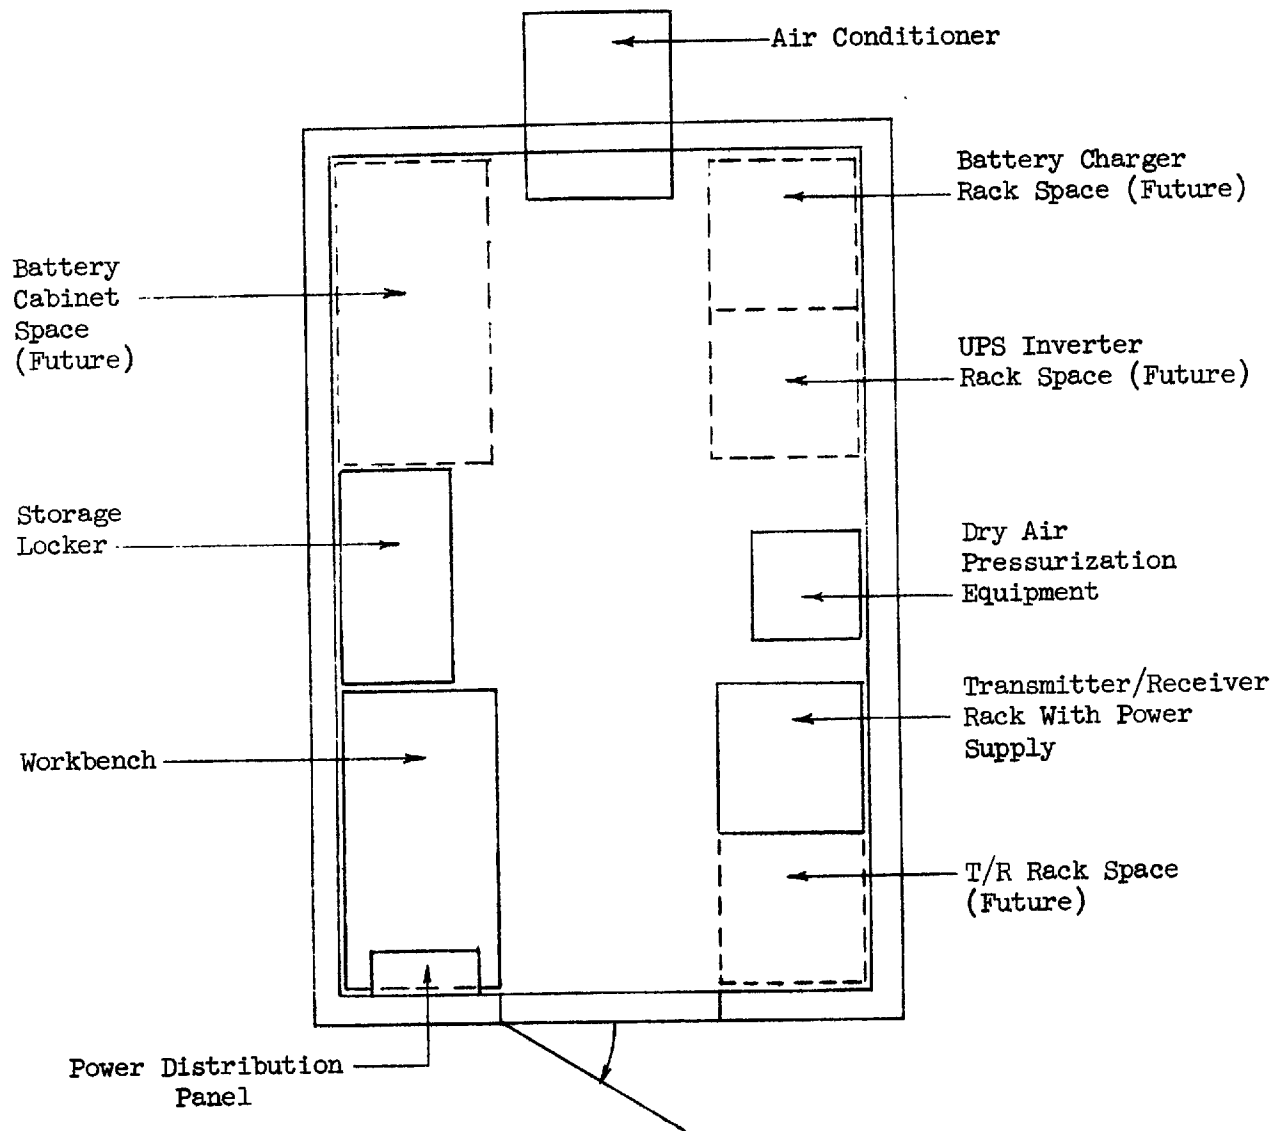 Air Conditioner
Battery Charger
Rack Space (Future)
Battery
Cabinet
Space
(Future)
UPS Inverter
Rack Space (Future)
Storage
Locker
Dry Air
Pressurization
Equipment
Transmitter/Receiver
Rack With Power
Supply
Workbench
T/R Rack Space
(Future)
Power Distribution
Panel